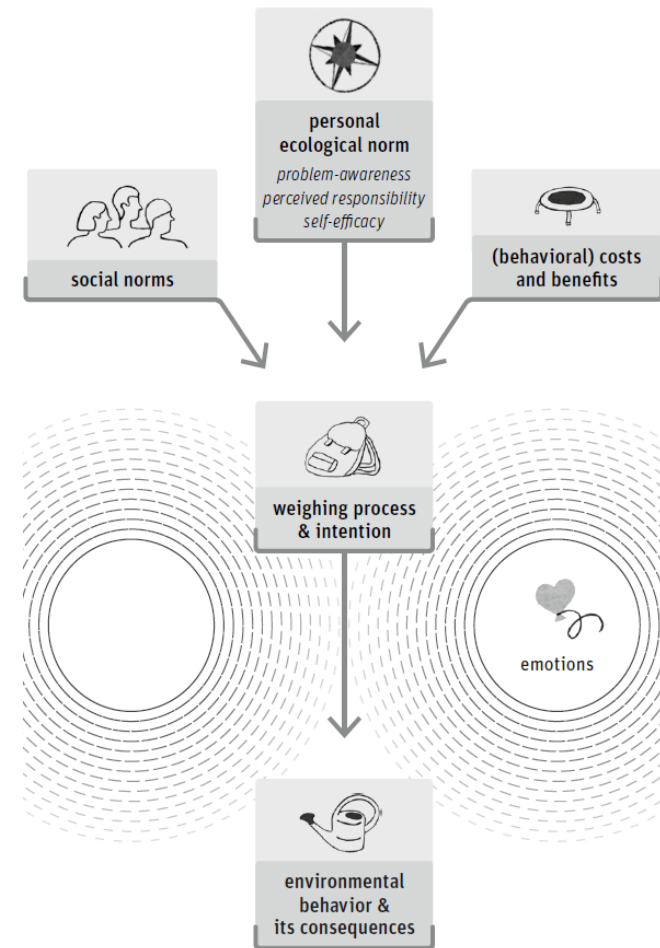 personal
ecological norm
problem-awareness
perceived responsibility
self-efficacy
social norms
(behavioral) costs
and benefits
weighing process
& intention
emotions
environmental
behavior &
its consequences